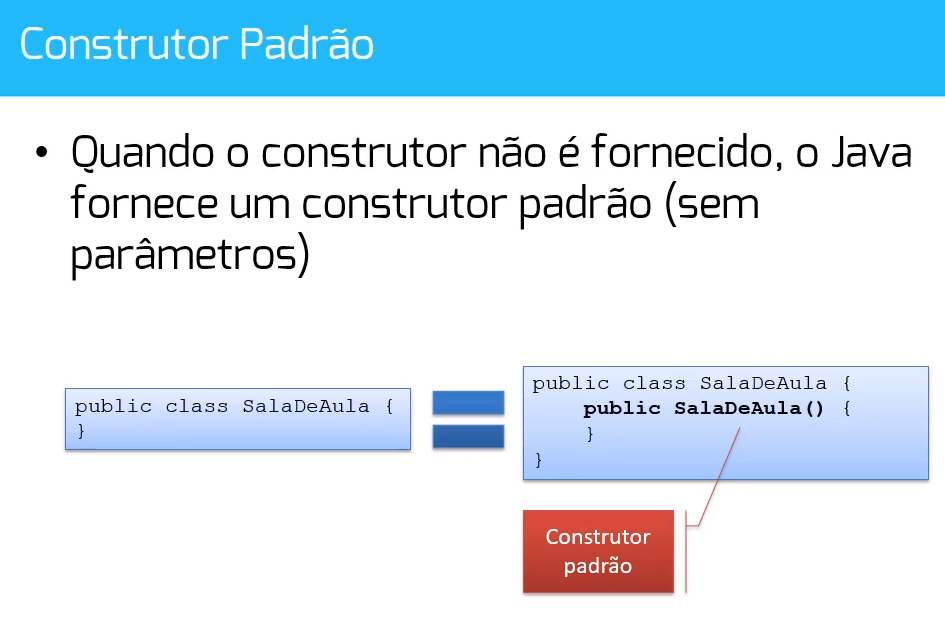 Construtor Padrão
• Quando o construtor não é fornecido, o Java
fornece um construtor padrão (sem
parâmetros)
public class SalaDeAula {
}
public class SalaDeAula {
public SalaDeAula() {
}
}
Construtor
padrão